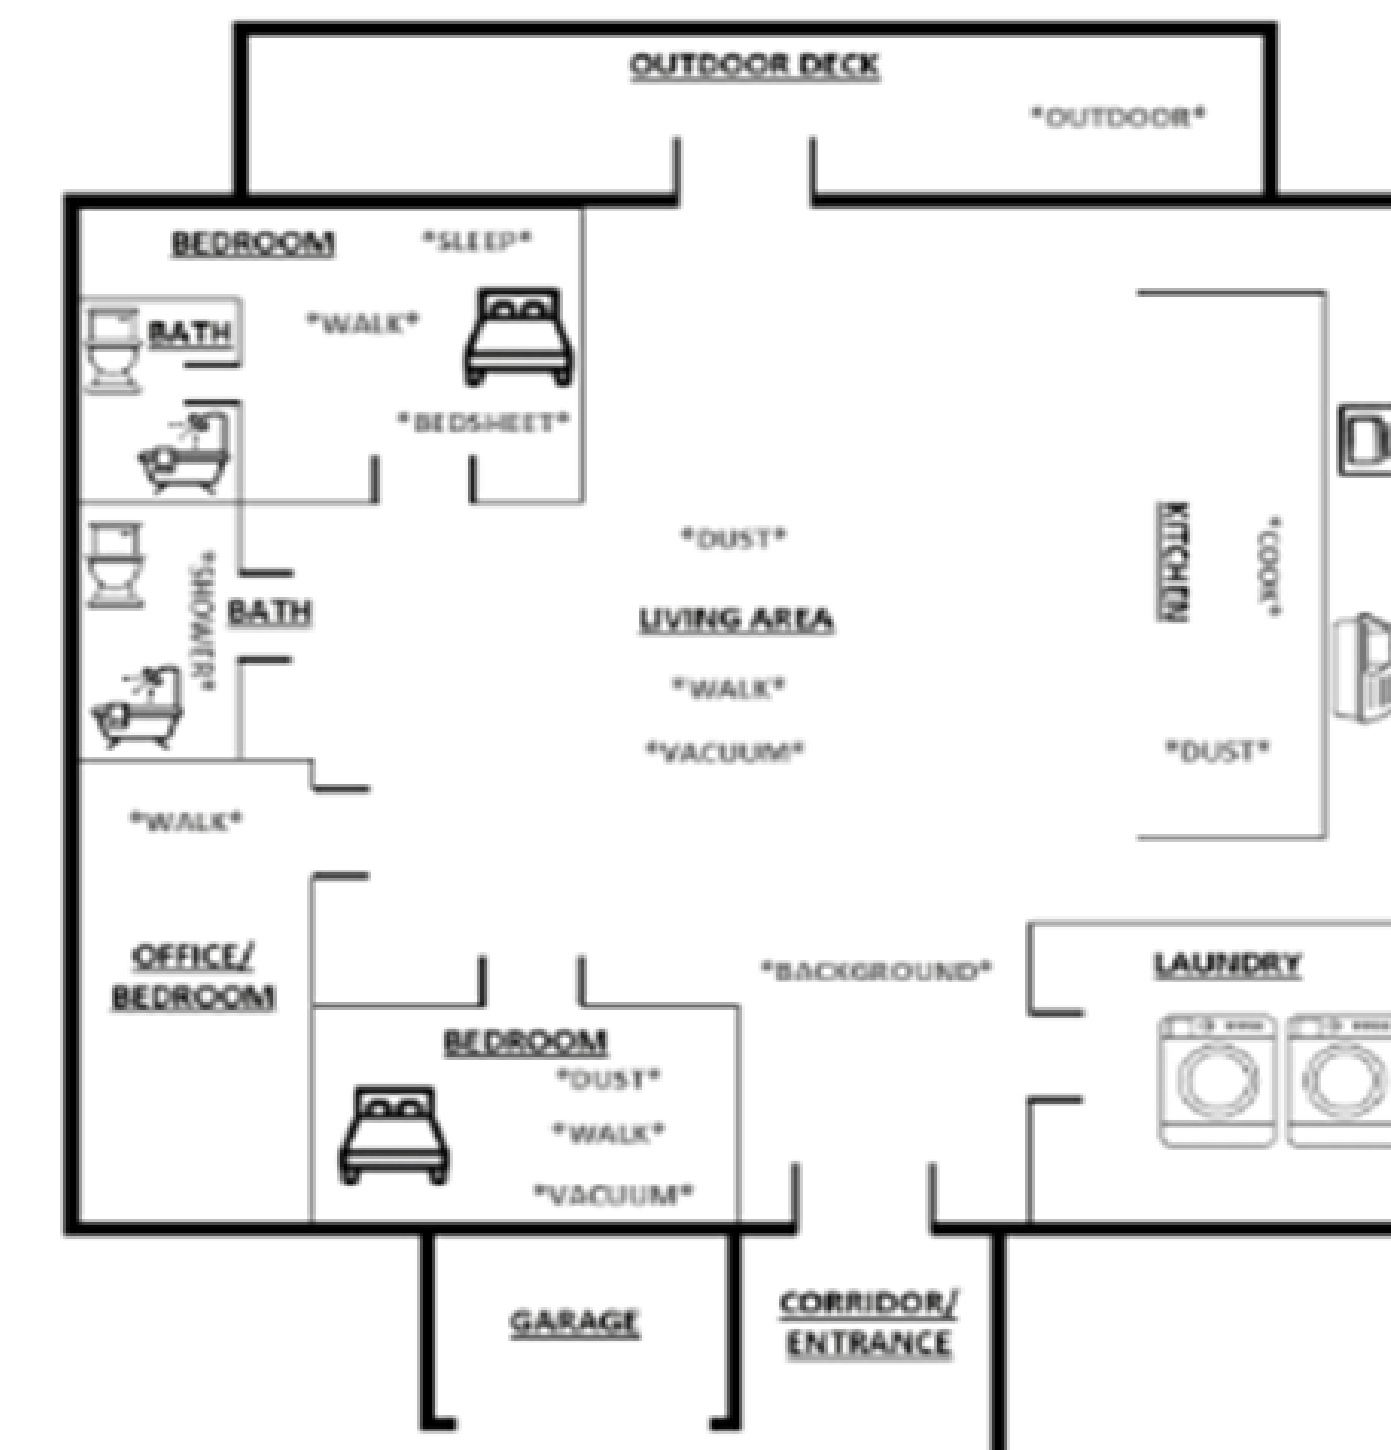 OUTDOOR DECK
*OUTDOOR*
BEDROOM
*SLEEP*
*WALK*
BATH
*BEDSHEET*
*SHOWER*
BATH
*DUST*
LIVING AREA
*WALK*
*VACUUM*
KITCHEN
*COOK*
*DUST*
*WALK*
OFFICE/
BEDROOM
*BACKGROUND*
LAUNDRY
BEDROOM
*DUST*
*WALK*
*VACUUM*
GARAGE
CORRIDOR/
ENTRANCE